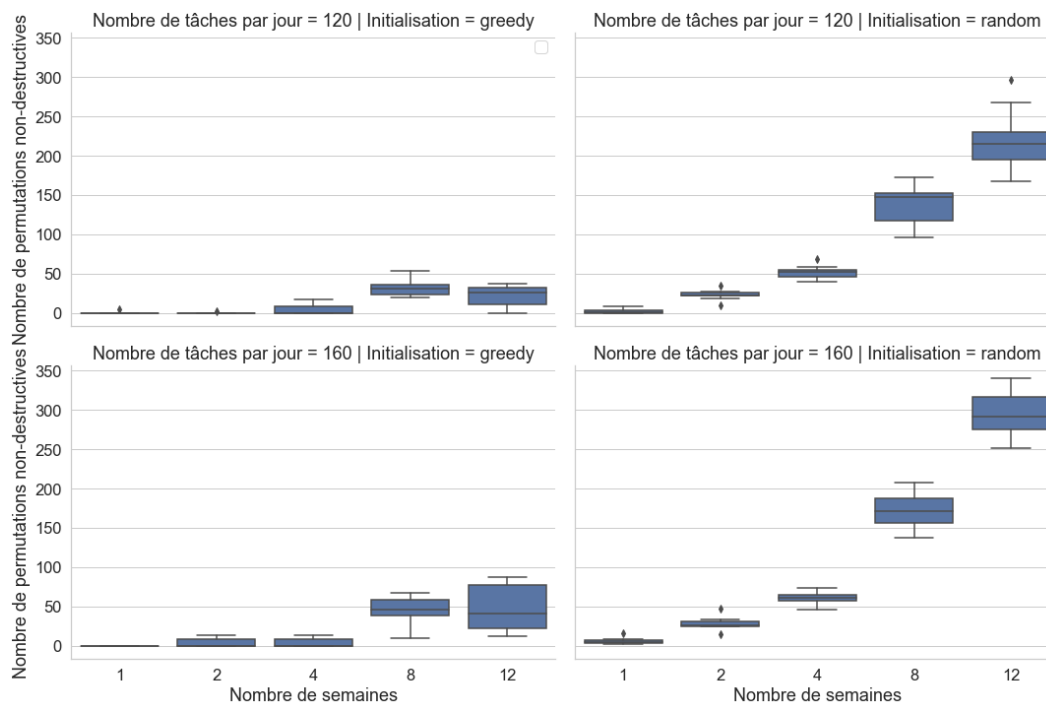 Nombre de tâches par jour = 120 | Initialisation = greedy
Nombre de tâches par jour = 120 | Initialisation = random
Nombre de permutations non-destructives
350
300
250
200
150
100
50
0
Nombre de tâches par jour = 160 | Initialisation = greedy
Nombre de tâches par jour = 160 | Initialisation = random
Nombre de permutations non-destructives
350
300
250
200
150
100
50
0
1 2 4 8 12
Nombre de semaines
1 2 4 8 12
Nombre de semaines